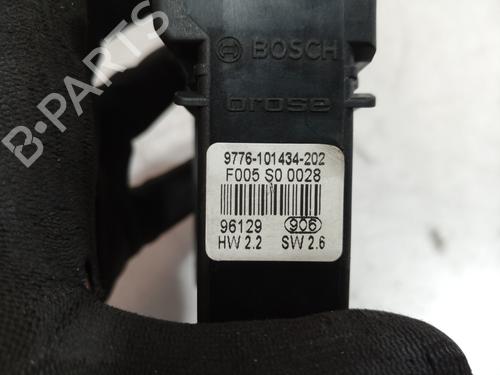 BOSCH
brose
9776-101434-202
F005 S0 0028
96129 906
HW 2.2 SW 2.6
B-PARTS